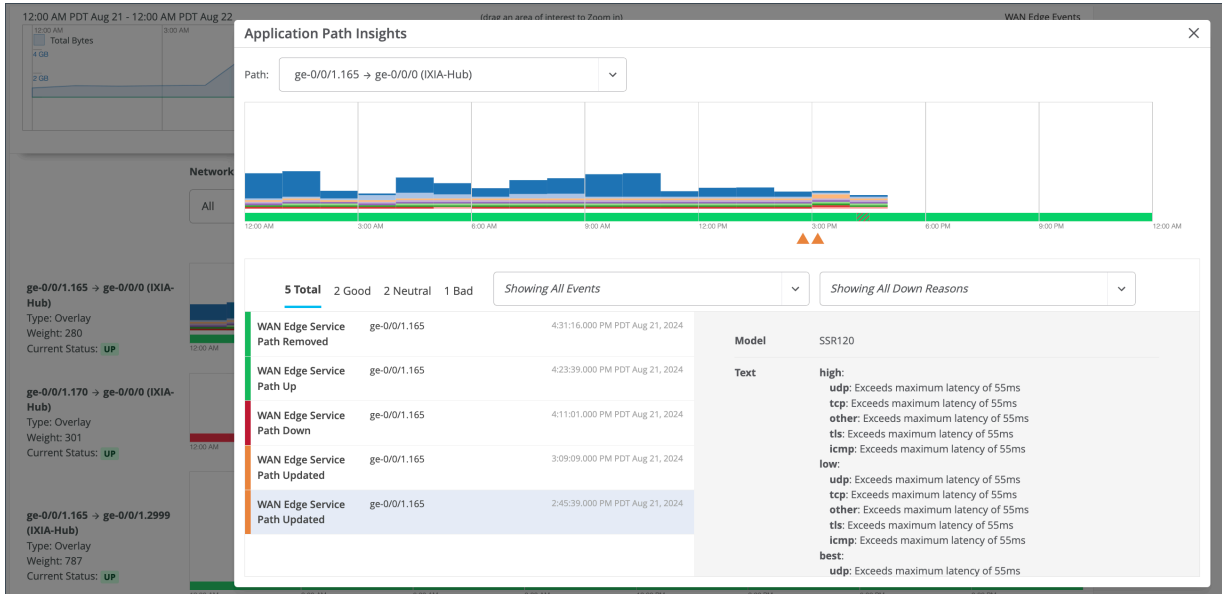 12:00 AM PDT Aug 21 - 12:00 AM PDT Aug 22
(drag an area of interest to Zoom in)
WAN Edge Events
12:00 AM
3:00 AM
Total Bytes
4 GB
2 GB
Network
All
ge-0/0/1.165 → ge-0/0/0 (IXIA-
Hub)
Type: Overlay
Weight: 280
Current Status: UP
12:00 AM
ge-0/0/1.170 → ge-0/0/0 (IXIA-
Hub)
Type: Overlay
Weight: 301
Current Status: UP
12:00 AM
ge-0/0/1.165 → ge-0/0/1.2999
(IXIA-Hub)
Type: Overlay
Weight: 787
Current Status: UP
Application Path Insights
Path:
ge-0/0/1.165 → ge-0/0/0 (IXIA-Hub)
12:00 AM 3:00 AM 6:00 AM 9:00 AM 12:00 PM 3:00 PM 6:00 PM 9:00 PM 12:00 AM
5 Total 2 Good 2 Neutral 1 Bad
Showing All Events
Showing All Down Reasons
WAN Edge Service ge-0/0/1.165 4:31:16.000 PM PDT Aug 21, 2024
Path Removed
WAN Edge Service ge-0/0/1.165 4:23:39.000 PM PDT Aug 21, 2024
Path Up
WAN Edge Service ge-0/0/1.165 4:11:01.000 PM PDT Aug 21, 2024
Path Down
WAN Edge Service ge-0/0/1.165 3:09:09.000 PM PDT Aug 21, 2024
Path Updated
WAN Edge Service ge-0/0/1.165 2:45:39.000 PM PDT Aug 21, 2024
Path Updated
Model SSR120
Text high:
udp: Exceeds maximum latency of 55ms
tcp: Exceeds maximum latency of 55ms
other: Exceeds maximum latency of 55ms
tls: Exceeds maximum latency of 55ms
icmp: Exceeds maximum latency of 55ms
low:
udp: Exceeds maximum latency of 55ms
tcp: Exceeds maximum latency of 55ms
other: Exceeds maximum latency of 55ms
tls: Exceeds maximum latency of 55ms
icmp: Exceeds maximum latency of 55ms
best:
udp: Exceeds maximum latency of 55ms